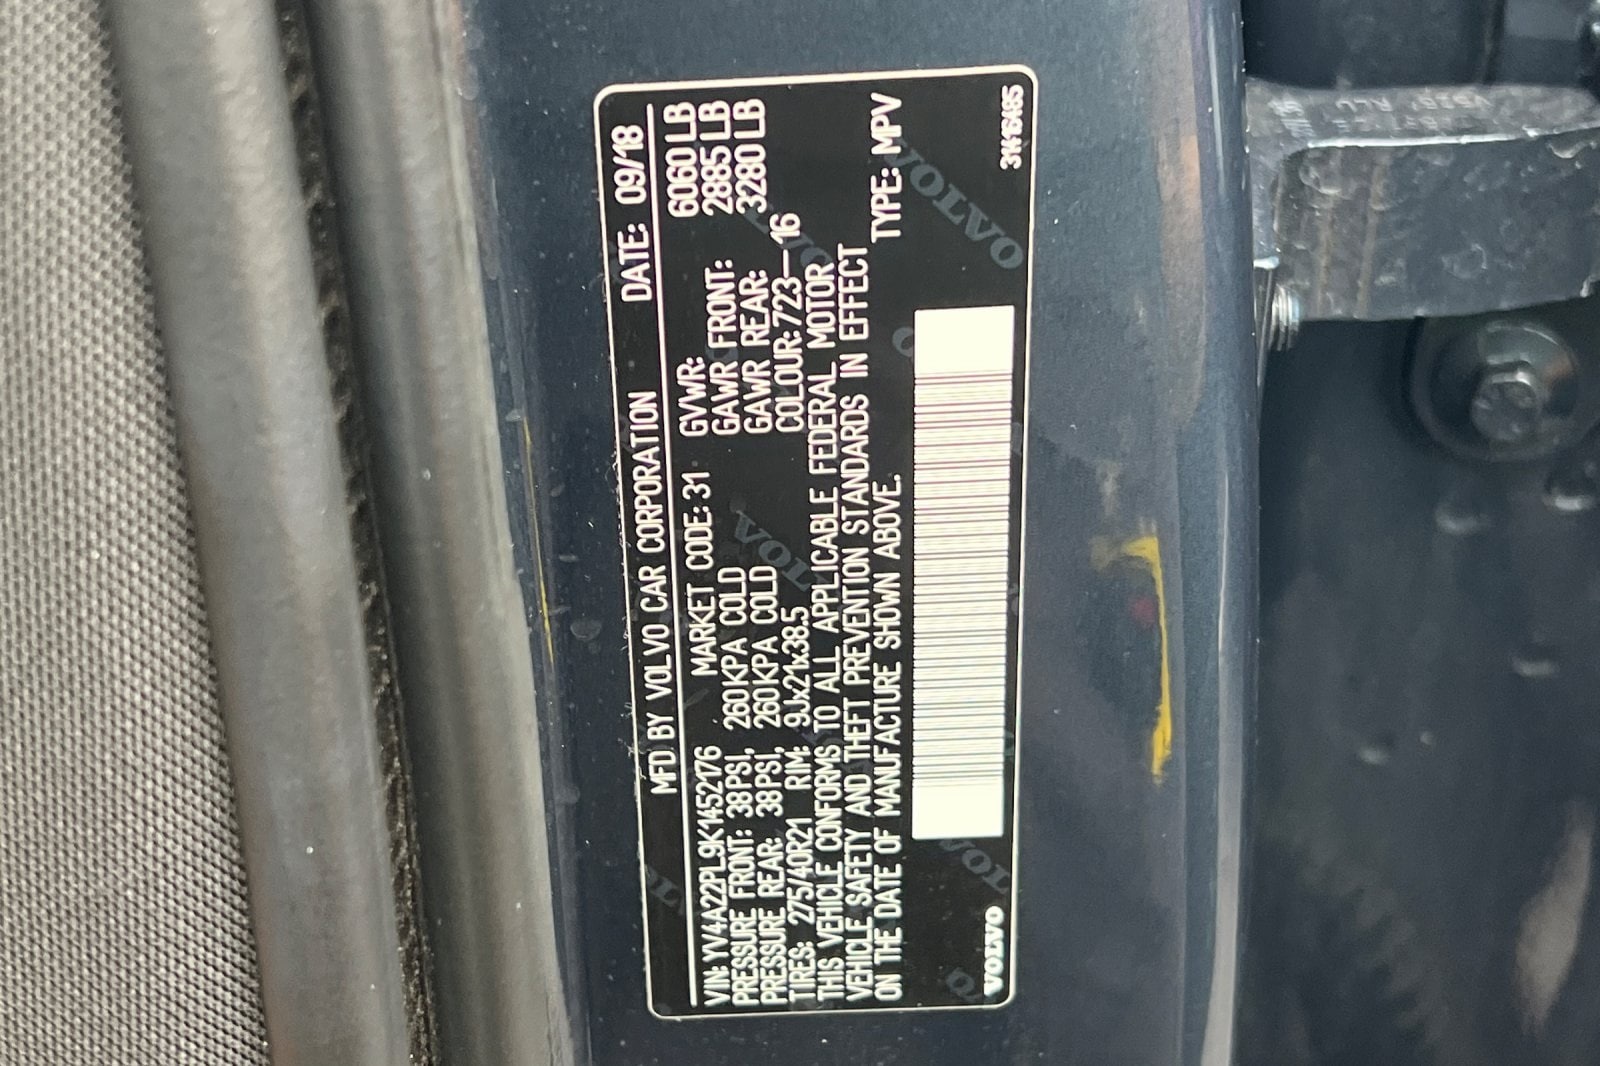 MFD BY VOLVO CAR CORPORATION DATE: 09/18
VIN: YV4A22PL9K1452176 MARKET CODE: 31 GVWR: 6060 LB
PRESSURE FRONT: 38PSI, 260KPA COLD GAWR FRONT: 2885 LB
PRESSURE REAR: 38PSI, 260KPA COLD GAWR REAR: 3280 LB
TIRES: 275/40R21 RIM: 9Jx21x38.5 COLOUR: 723—16
THIS VEHICLE CONFORMS TO ALL APPLICABLE FEDERAL MOTOR
VEHICLE SAFETY AND THEFT PREVENTION STANDARDS IN EFFECT
ON THE DATE OF MANUFACTURE SHOWN ABOVE. TYPE: MPV
VOLVO 31416485